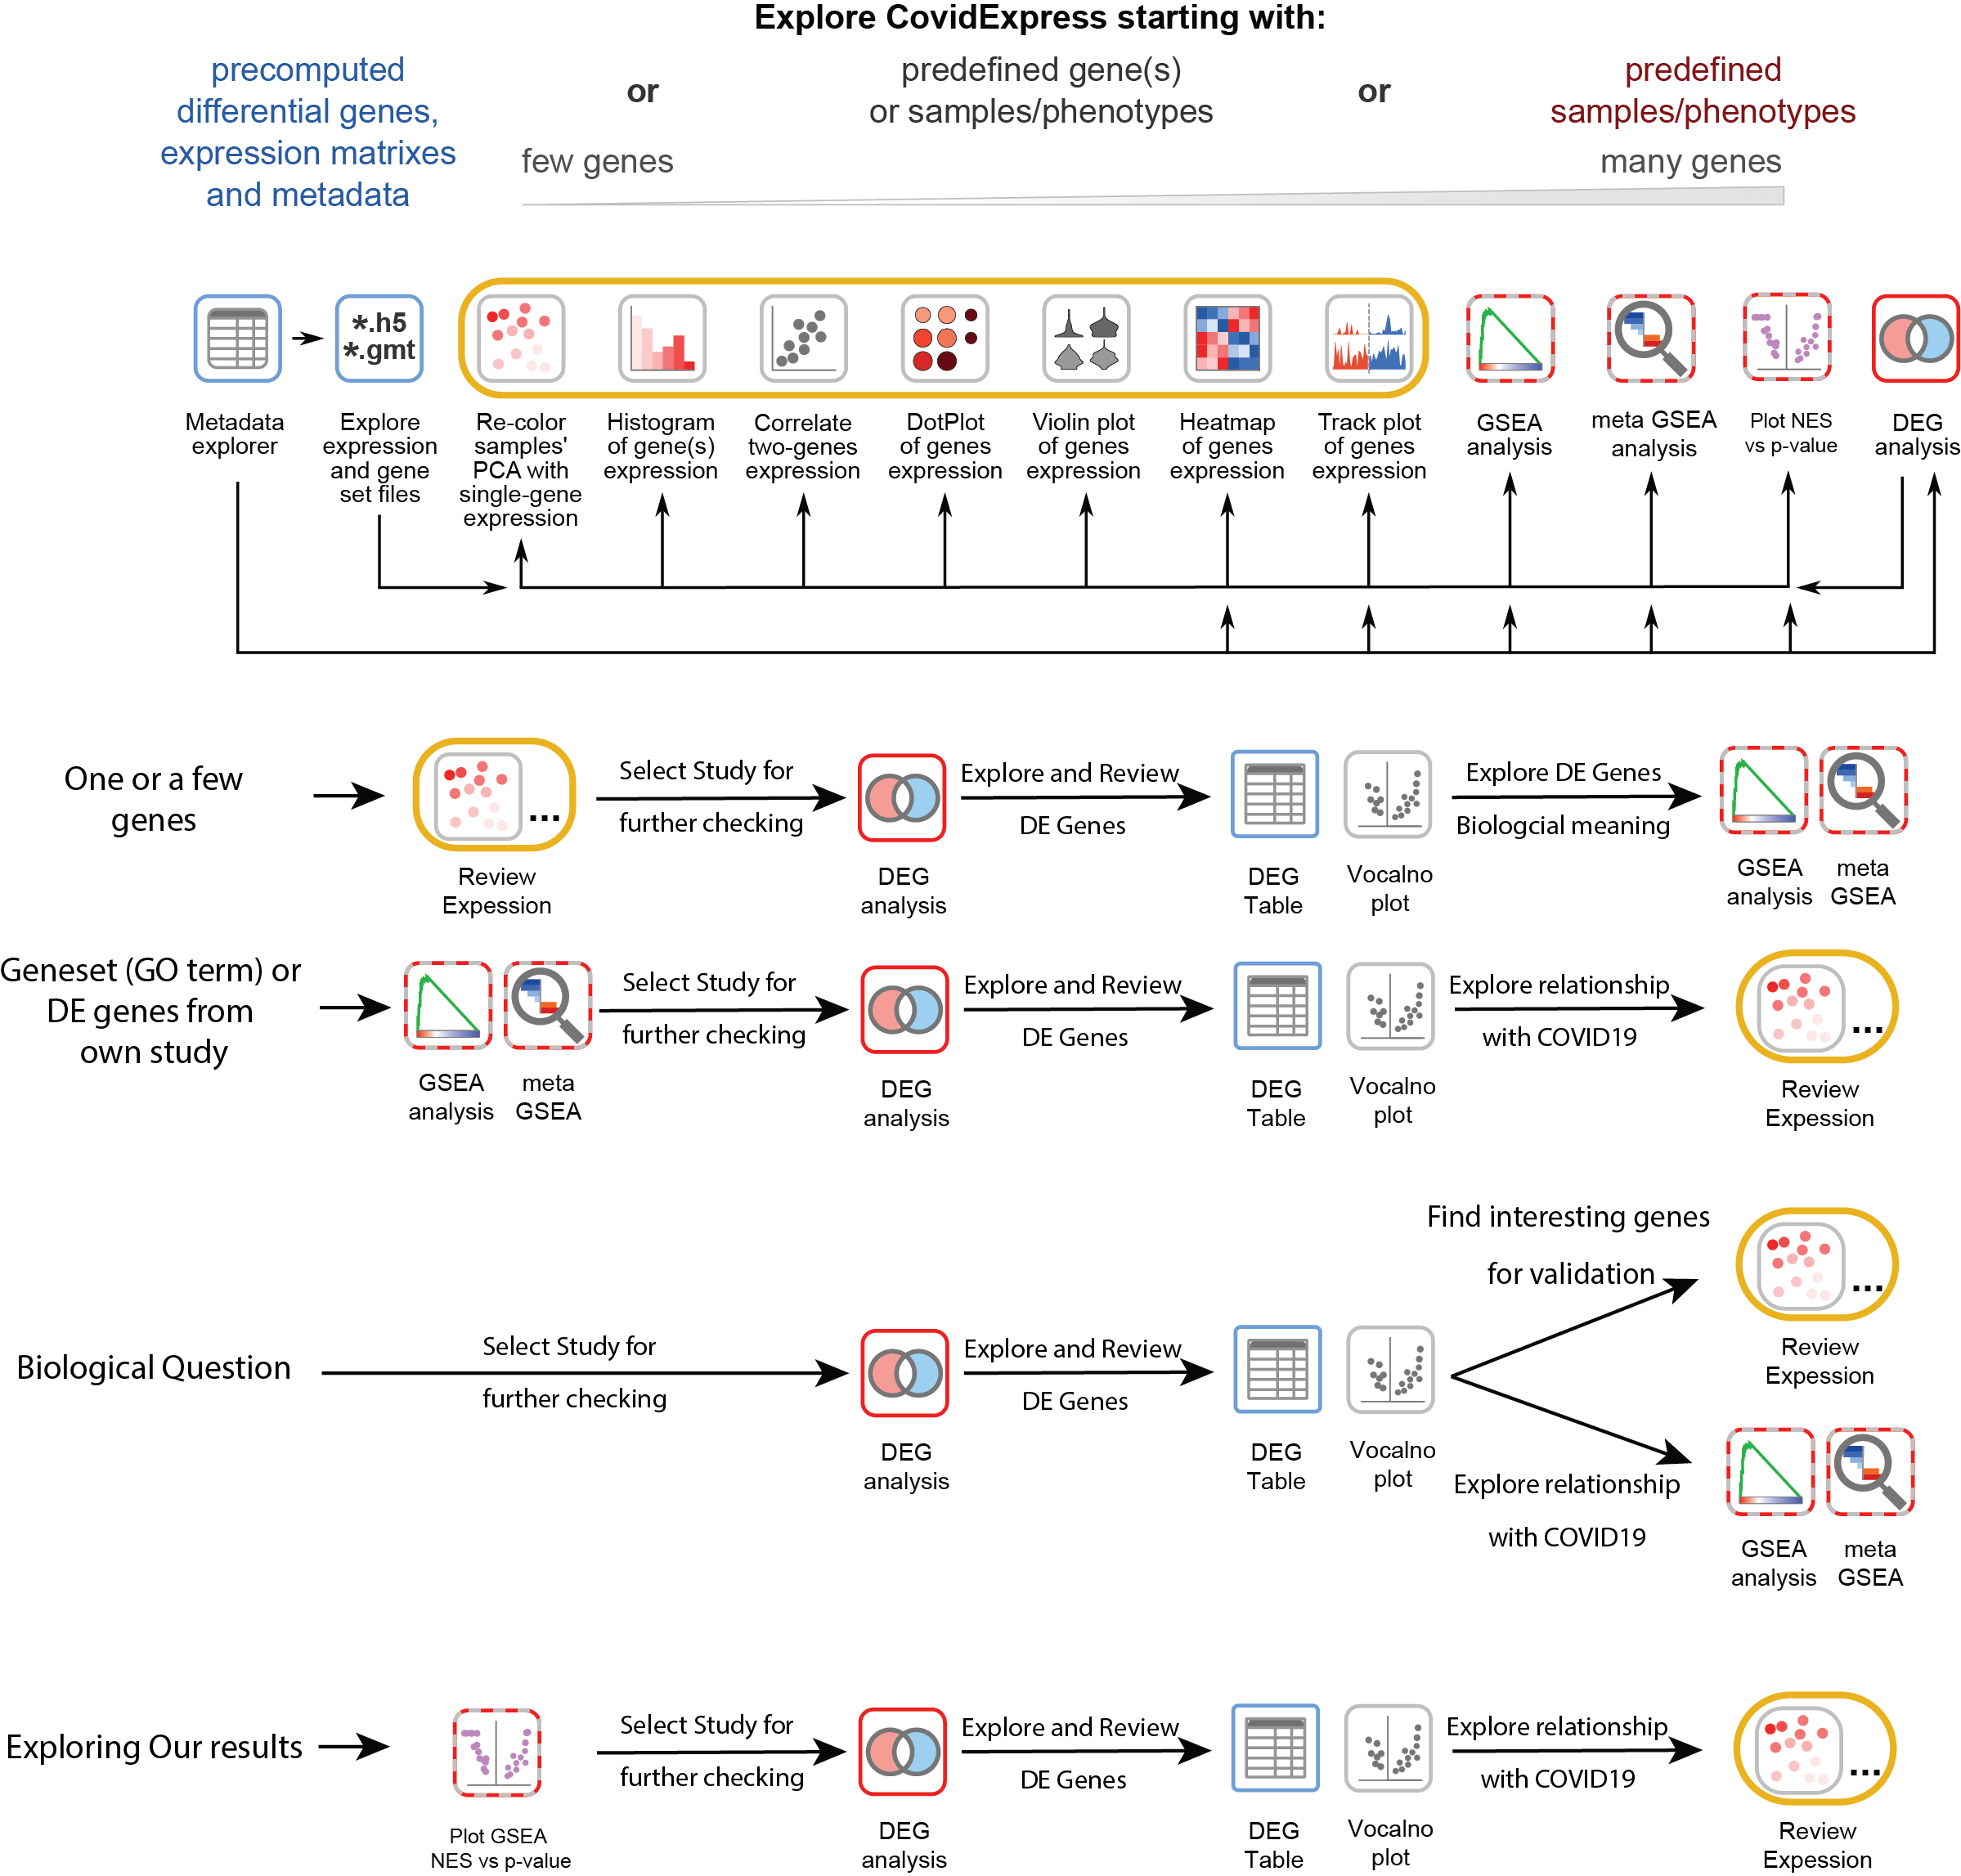 Explore CovidExpress starting with:
precomputed
differential genes,
expression matrixes
and metadata
or
predefined gene(s)
or samples/phenotypes
or
predefined
samples/phenotypes
few genes
many genes
*.h5
*.gmt
Metadata
explorer
Explore
expression
and gene
set files
Re-color
samples'
PCA with
single-gene
expression
Histogram
of gene(s)
expression
Correlate
two-genes
expression
DotPlot
of genes
expression
Violin plot
of genes
expression
Heatmap
of genes
expression
Track plot
of genes
expression
GSEA
analysis
meta GSEA
analysis
Plot NES
vs p-value
DEG
analysis
One or a few
genes
...
Review
Expession
Select Study for
further checking
DEG
analysis
Explore and Review
DE Genes
DEG
Table
Vocalno
plot
Explore DE Genes
Biologcial meaning
GSEA
analysis
meta
GSEA
Geneset (GO term) or
DE genes from
own study
GSEA
analysis
meta
GSEA
Select Study for
further checking
DEG
analysis
Explore and Review
DE Genes
DEG
Table
Vocalno
plot
Explore relationship
with COVID19
...
Review
Expession
Biological Question
Select Study for
further checking
DEG
analysis
Explore and Review
DE Genes
DEG
Table
Vocalno
plot
Find interesting genes
for validation
...
Review
Expession
Explore relationship
with COVID19
GSEA
analysis
meta
GSEA
Exploring Our results
Plot GSEA
NES vs p-value
Select Study for
further checking
DEG
analysis
Explore and Review
DE Genes
DEG
Table
Vocalno
plot
Explore relationship
with COVID19
...
Review
Expession